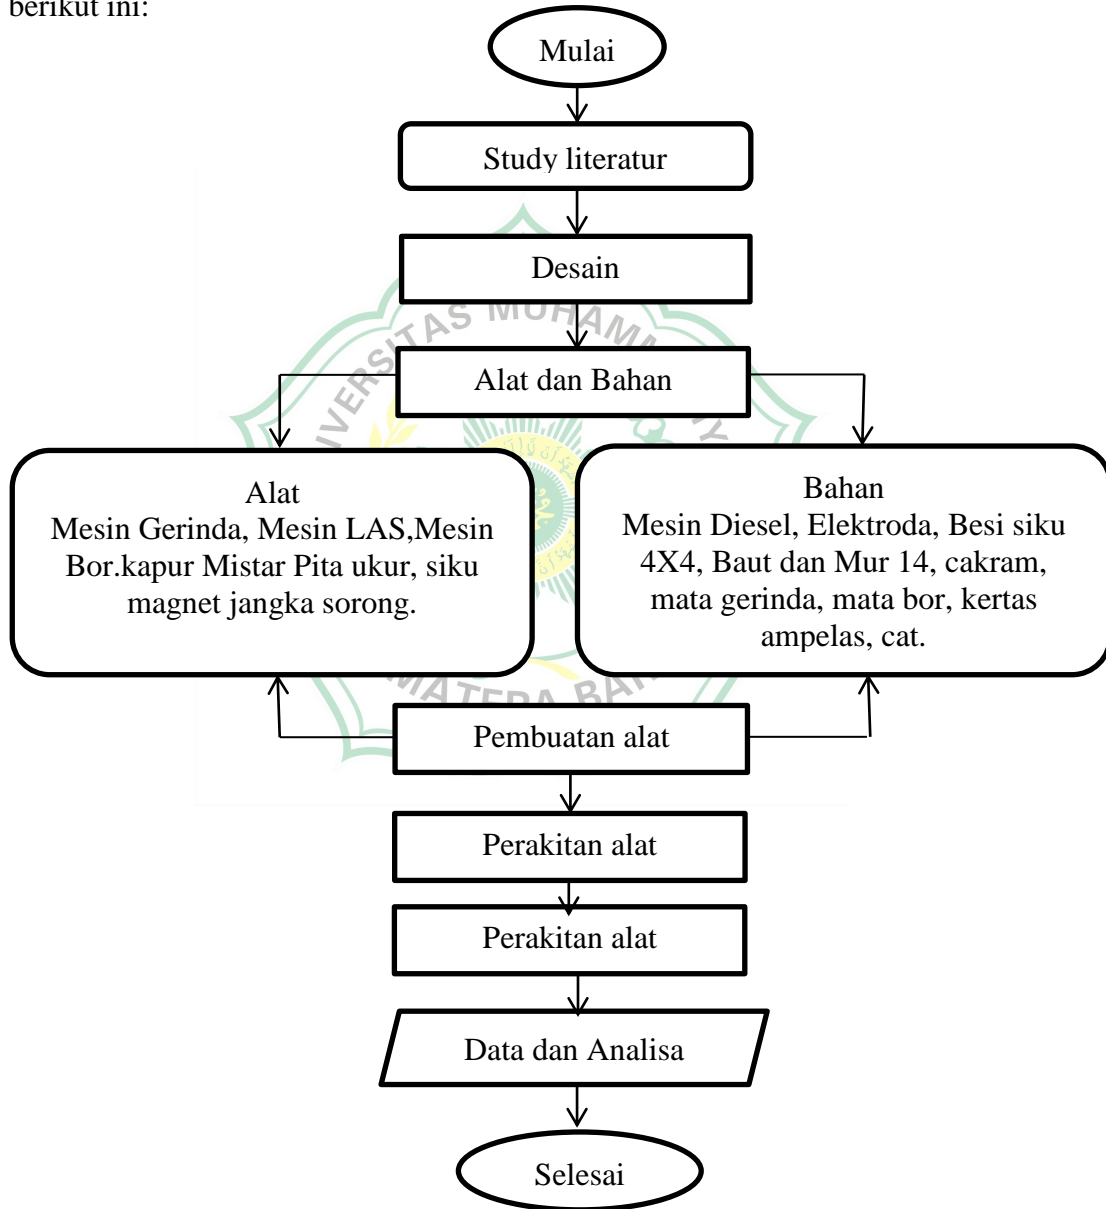 berikut ini:
Mulai
Study literatur
Desain
Alat dan Bahan
Alat
Mesin Gerinda, Mesin LAS,Mesin
Bor.kapur Mistar Pita ukur, siku
magnet jangka sorong.
Bahan
Mesin Diesel, Elektroda, Besi siku
4X4, Baut dan Mur 14, cakram,
mata gerinda, mata bor, kertas
ampelas, cat.
Pembuatan alat
Perakitan alat
Perakitan alat
Data dan Analisa
Selesai